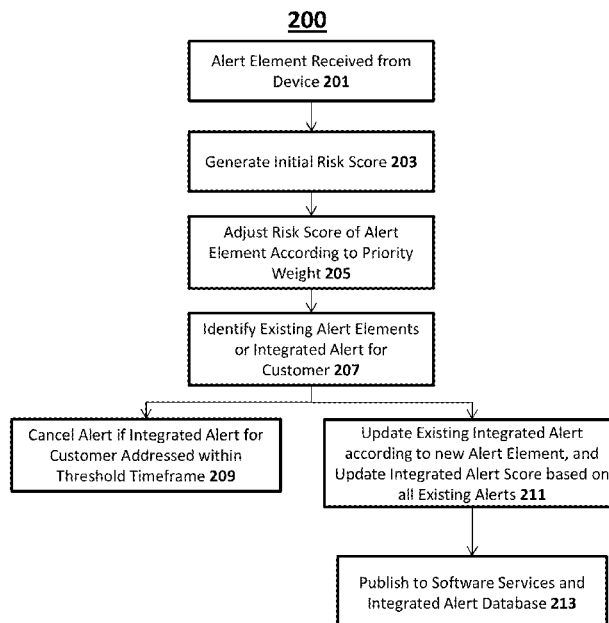 200
Alert Element Received from
Device 201
Generate Initial Risk Score 203
Adjust Risk Score of Alert
Element According to Priority
Weight 205
Identify Existing Alert Elements
or Integrated Alert for
Customer 207
Cancel Alert if Integrated Alert for
Customer Addressed within
Threshold Timeframe 209
Update Existing Integrated Alert
according to new Alert Element, and
Update Integrated Alert Score based on
all Existing Alerts 211
Publish to Software Services and
Integrated Alert Database 213